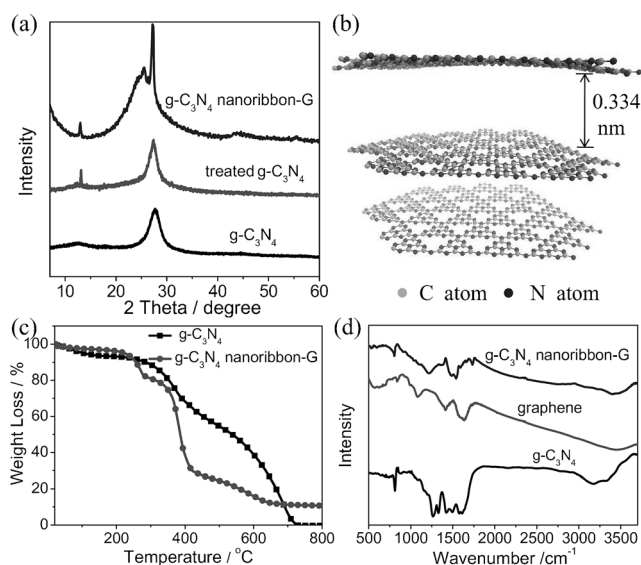 (a)
g-C₃N₄ nanoribbon-G
treated g-C₃N₄
g-C₃N₄
Intensity
10 20 30 40 50 60
2 Theta / degree
(b)
0.334
nm
C atom N atom
(c)
g-C₃N₄
g-C₃N₄ nanoribbon-G
100
80
60
40
20
0
Weight Loss / %
200 400 600 800
Temperature / °C
(d)
g-C₃N₄ nanoribbon-G
graphene
g-C₃N₄
Intensity
500 1000 1500 2000 2500 3000 3500
Wavenumber /cm⁻¹